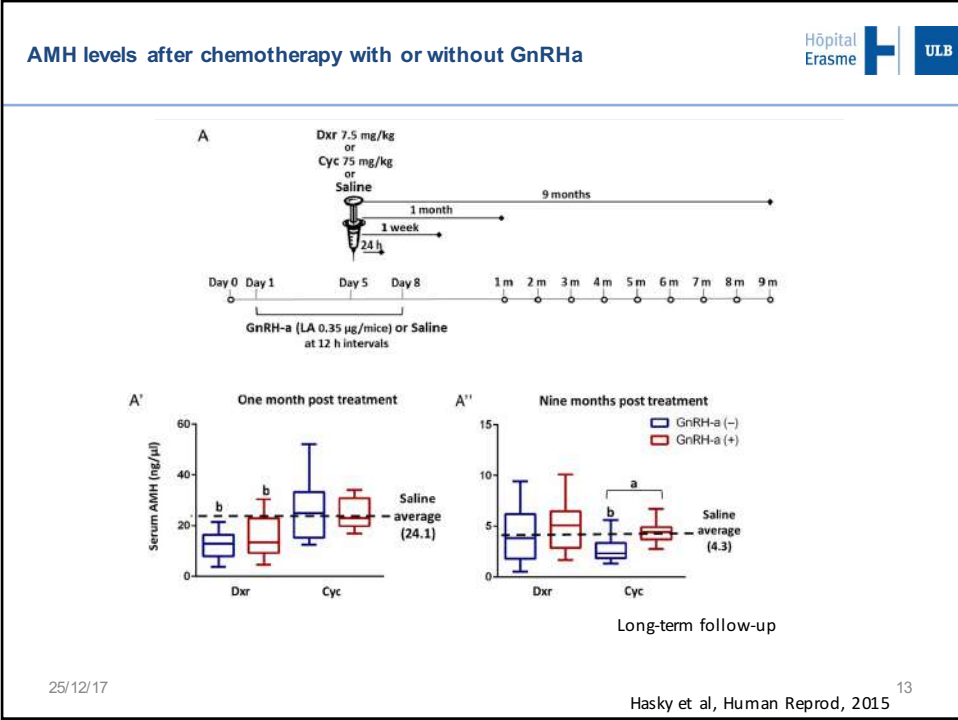 AMH levels after chemotherapy with or without GnRHa
Hôpital
Erasme
ULB
A
Dxr 7.5 mg/kg
or
Cyc 75 mg/kg
or
Saline
9 months
1 month
1 week
24 h
Day 0 Day 1 Day 5 Day 8 1 m 2 m 3 m 4 m 5 m 6 m 7 m 8 m 9 m
GnRH-a (LA 0.35 µg/mice) or Saline
at 12 h intervals
A' One month post treatment
Serum AMH (ng/µl)
60
40
20
0
b
b
Saline
average
(24.1)
Dxr Cyc
A'' Nine months post treatment
GnRH-a (–)
GnRH-a (+)
15
10
5
0
a
b
Saline
average
(4.3)
Dxr Cyc
Long-term follow-up
25/12/17
13
Hasky et al, Human Reprod, 2015